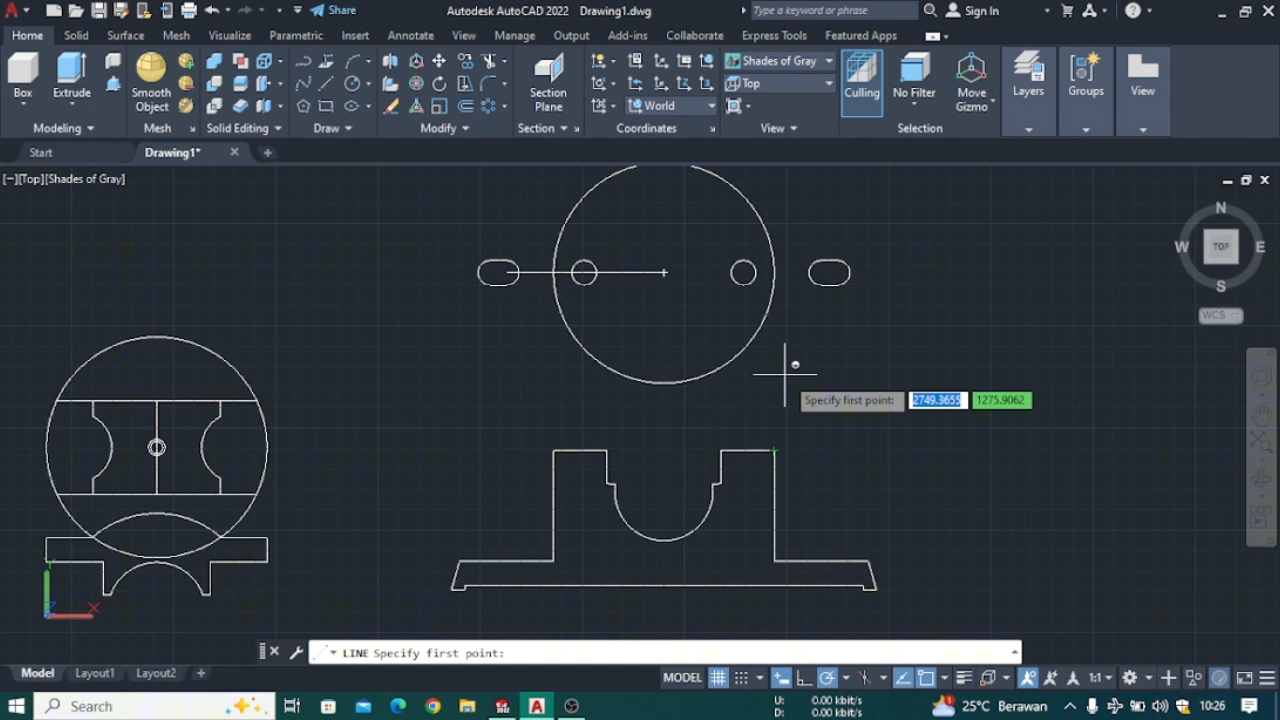 Share
Autodesk AutoCAD 2022 Drawing1.dwg
Type a keyword or phrase
Sign In
Home Solid Surface Mesh Visualize Parametric Insert Annotate View Manage Output Add-ins Collaborate Express Tools Featured Apps
Box
Extrude
Smooth
Object
Section
Plane
World
Shades of Gray
Top
Culling
No Filter
Move
Gizmo
Layers
Groups
View
Modeling
Mesh
Solid Editing
Draw
Modify
Section
Coordinates
View
Selection
Start
Drawing1*
[−][Top][Shades of Gray]
N
W TOP E
S
WCS
Specify first point: 2749.3655 1275.9062
Y
X
Z
LINE Specify first point:
Model Layout1 Layout2
MODEL
1:1
Search
U: 0.00 kbit/s
D: 0.00 kbit/s
25°C Berawan
10:26